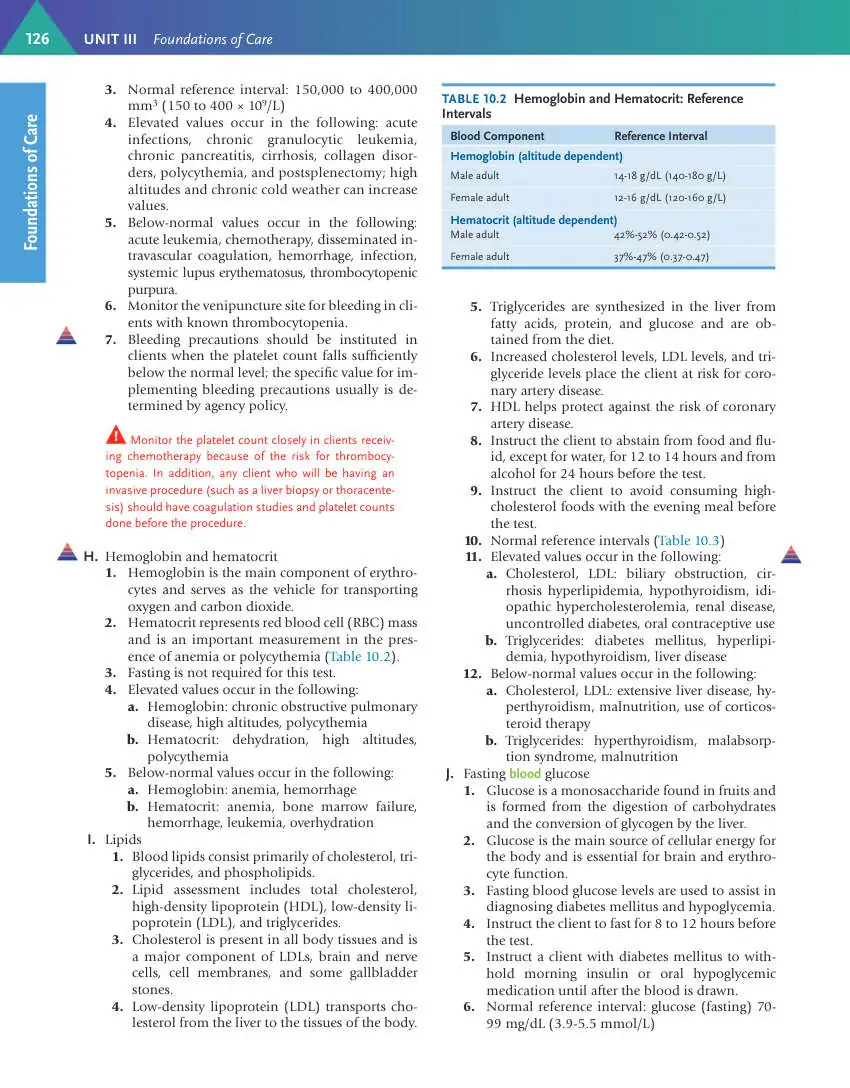 126 UNIT III Foundations of Care
Foundations of Care
3. Normal reference interval: 150,000 to 400,000
mm³ (150 to 400 × 10⁹/L)
4. Elevated values occur in the following: acute
infections, chronic granulocytic leukemia,
chronic pancreatitis, cirrhosis, collagen disor-
ders, polycythemia, and postsplenectomy; high
altitudes and chronic cold weather can increase
values.
5. Below-normal values occur in the following:
acute leukemia, chemotherapy, disseminated in-
travascular coagulation, hemorrhage, infection,
systemic lupus erythematosus, thrombocytopenic
purpura.
6. Monitor the venipuncture site for bleeding in cli-
ents with known thrombocytopenia.
7. Bleeding precautions should be instituted in
clients when the platelet count falls sufficiently
below the normal level; the specific value for im-
plementing bleeding precautions usually is de-
termined by agency policy.
Monitor the platelet count closely in clients receiv-
ing chemotherapy because of the risk for thrombocy-
topenia. In addition, any client who will be having an
invasive procedure (such as a liver biopsy or thoracente-
sis) should have coagulation studies and platelet counts
done before the procedure.
H. Hemoglobin and hematocrit
1. Hemoglobin is the main component of erythro-
cytes and serves as the vehicle for transporting
oxygen and carbon dioxide.
2. Hematocrit represents red blood cell (RBC) mass
and is an important measurement in the pres-
ence of anemia or polycythemia (Table 10.2).
3. Fasting is not required for this test.
4. Elevated values occur in the following:
a. Hemoglobin: chronic obstructive pulmonary
disease, high altitudes, polycythemia
b. Hematocrit: dehydration, high altitudes,
polycythemia
5. Below-normal values occur in the following:
a. Hemoglobin: anemia, hemorrhage
b. Hematocrit: anemia, bone marrow failure,
hemorrhage, leukemia, overhydration
I. Lipids
1. Blood lipids consist primarily of cholesterol, tri-
glycerides, and phospholipids.
2. Lipid assessment includes total cholesterol,
high-density lipoprotein (HDL), low-density li-
poprotein (LDL), and triglycerides.
3. Cholesterol is present in all body tissues and is
a major component of LDLs, brain and nerve
cells, cell membranes, and some gallbladder
stones.
4. Low-density lipoprotein (LDL) transports cho-
lesterol from the liver to the tissues of the body.
TABLE 10.2 Hemoglobin and Hematocrit: Reference
Intervals
Blood Component Reference Interval
Hemoglobin (altitude dependent)
Male adult 14-18 g/dL (140-180 g/L)
Female adult 12-16 g/dL (120-160 g/L)
Hematocrit (altitude dependent)
Male adult 42%-52% (0.42-0.52)
Female adult 37%-47% (0.37-0.47)
5. Triglycerides are synthesized in the liver from
fatty acids, protein, and glucose and are ob-
tained from the diet.
6. Increased cholesterol levels, LDL levels, and tri-
glyceride levels place the client at risk for coro-
nary artery disease.
7. HDL helps protect against the risk of coronary
artery disease.
8. Instruct the client to abstain from food and flu-
id, except for water, for 12 to 14 hours and from
alcohol for 24 hours before the test.
9. Instruct the client to avoid consuming high-
cholesterol foods with the evening meal before
the test.
10. Normal reference intervals (Table 10.3)
11. Elevated values occur in the following:
a. Cholesterol, LDL: biliary obstruction, cir-
rhosis hyperlipidemia, hypothyroidism, idi-
opathic hypercholesterolemia, renal disease,
uncontrolled diabetes, oral contraceptive use
b. Triglycerides: diabetes mellitus, hyperlipi-
demia, hypothyroidism, liver disease
12. Below-normal values occur in the following:
a. Cholesterol, LDL: extensive liver disease, hy-
perthyroidism, malnutrition, use of corticos-
teroid therapy
b. Triglycerides: hyperthyroidism, malabsorp-
tion syndrome, malnutrition
J. Fasting blood glucose
1. Glucose is a monosaccharide found in fruits and
is formed from the digestion of carbohydrates
and the conversion of glycogen by the liver.
2. Glucose is the main source of cellular energy for
the body and is essential for brain and erythro-
cyte function.
3. Fasting blood glucose levels are used to assist in
diagnosing diabetes mellitus and hypoglycemia.
4. Instruct the client to fast for 8 to 12 hours before
the test.
5. Instruct a client with diabetes mellitus to with-
hold morning insulin or oral hypoglycemic
medication until after the blood is drawn.
6. Normal reference interval: glucose (fasting) 70-
99 mg/dL (3.9-5.5 mmol/L)